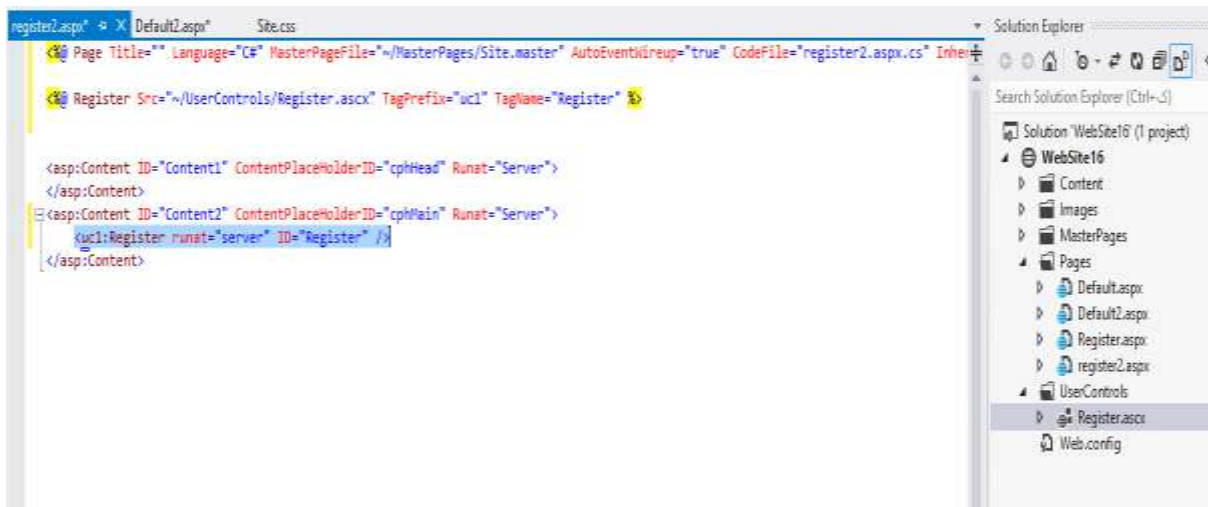 register2.aspx* Default2.aspx* Site.css
<%@ Page Title="" Language="C#" MasterPageFile="~/MasterPages/Site.master" AutoEventWireup="true" CodeFile="register2.aspx.cs" Inher
<%@ Register Src="~/UserControls/Register.ascx" TagPrefix="uc1" TagName="Register" %>
<asp:Content ID="Content1" ContentPlaceHolderID="cphHead" Runat="Server">
</asp:Content>
<asp:Content ID="Content2" ContentPlaceHolderID="cphMain" Runat="Server">
<uc1:Register runat="server" ID="Register" />
</asp:Content>
Solution Explorer
Search Solution Explorer (Ctrl+ك)
Solution 'WebSite16' (1 project)
WebSite16
Content
Images
MasterPages
Pages
Default.aspx
Default2.aspx
Register.aspx
register2.aspx
UserControls
Register.ascx
Web.config